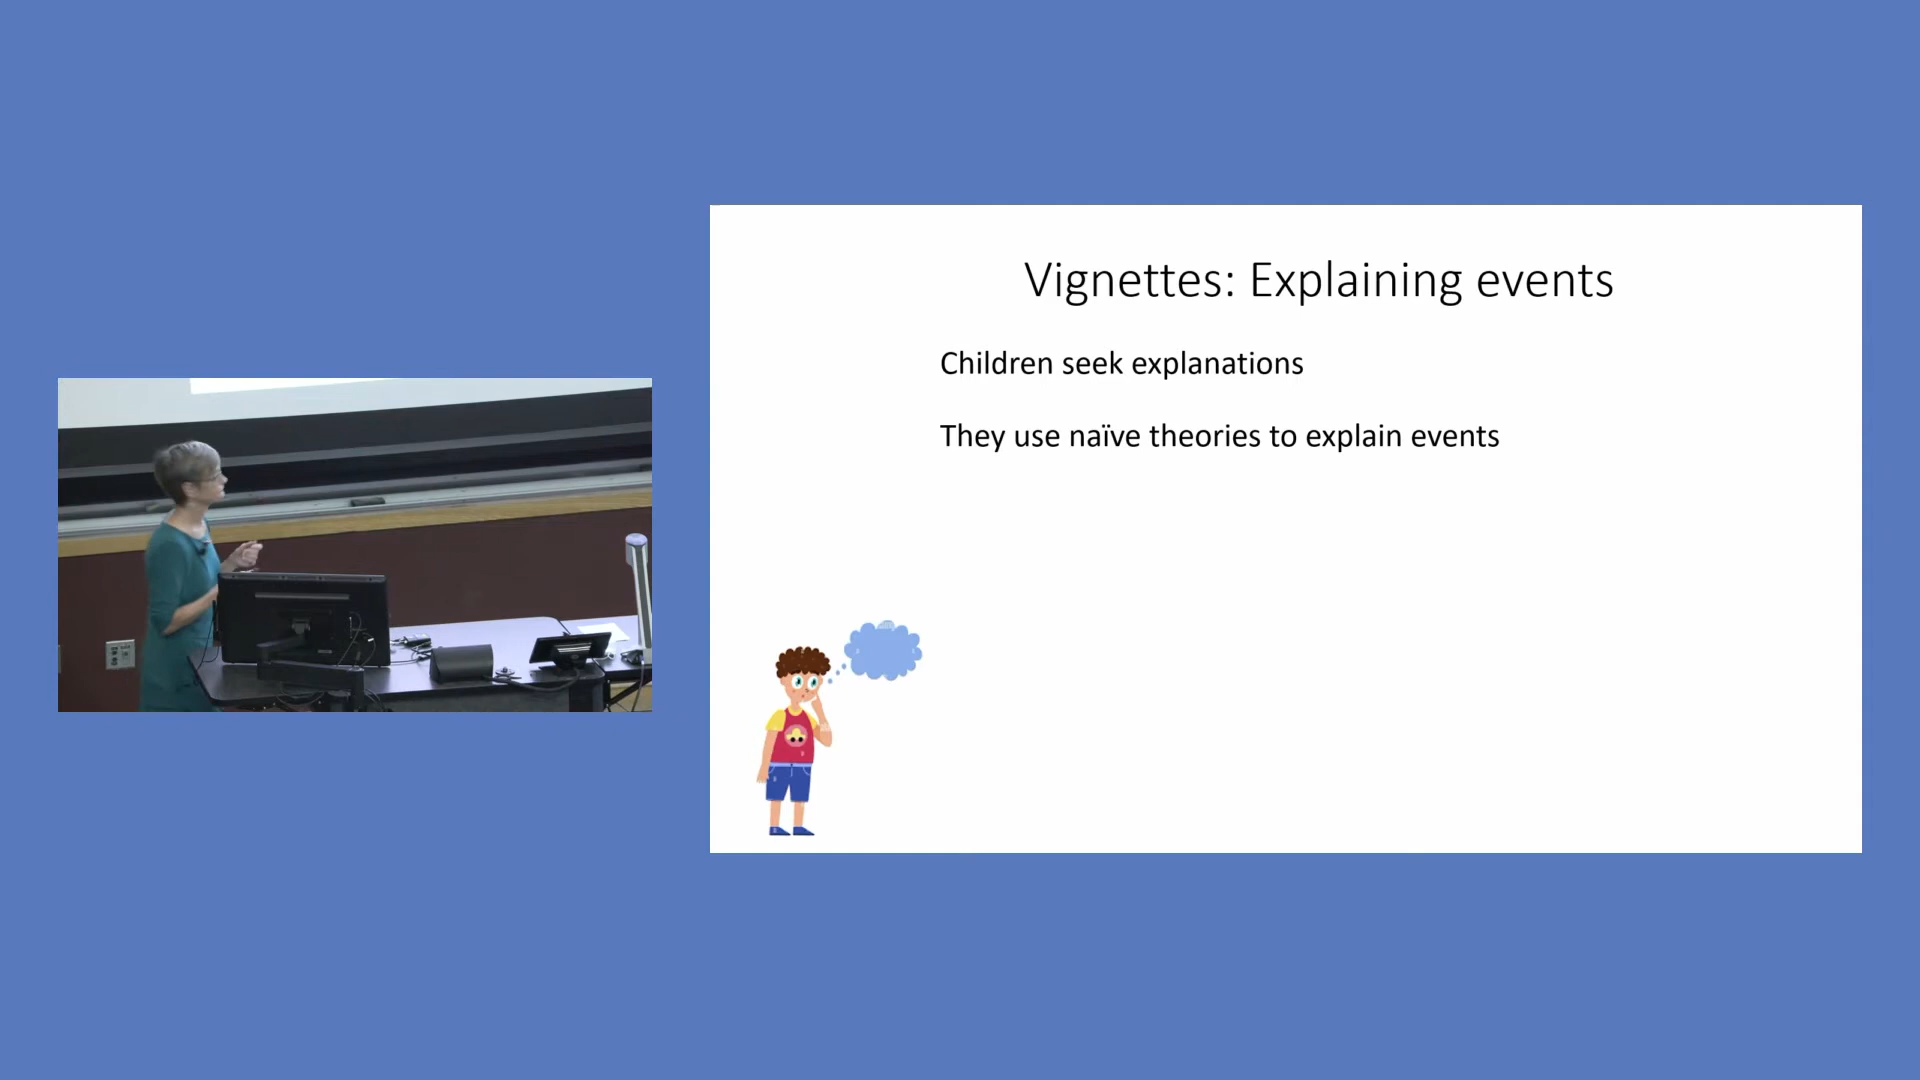 Vignettes: Explaining events
Children seek explanations
They use naïve theories to explain events